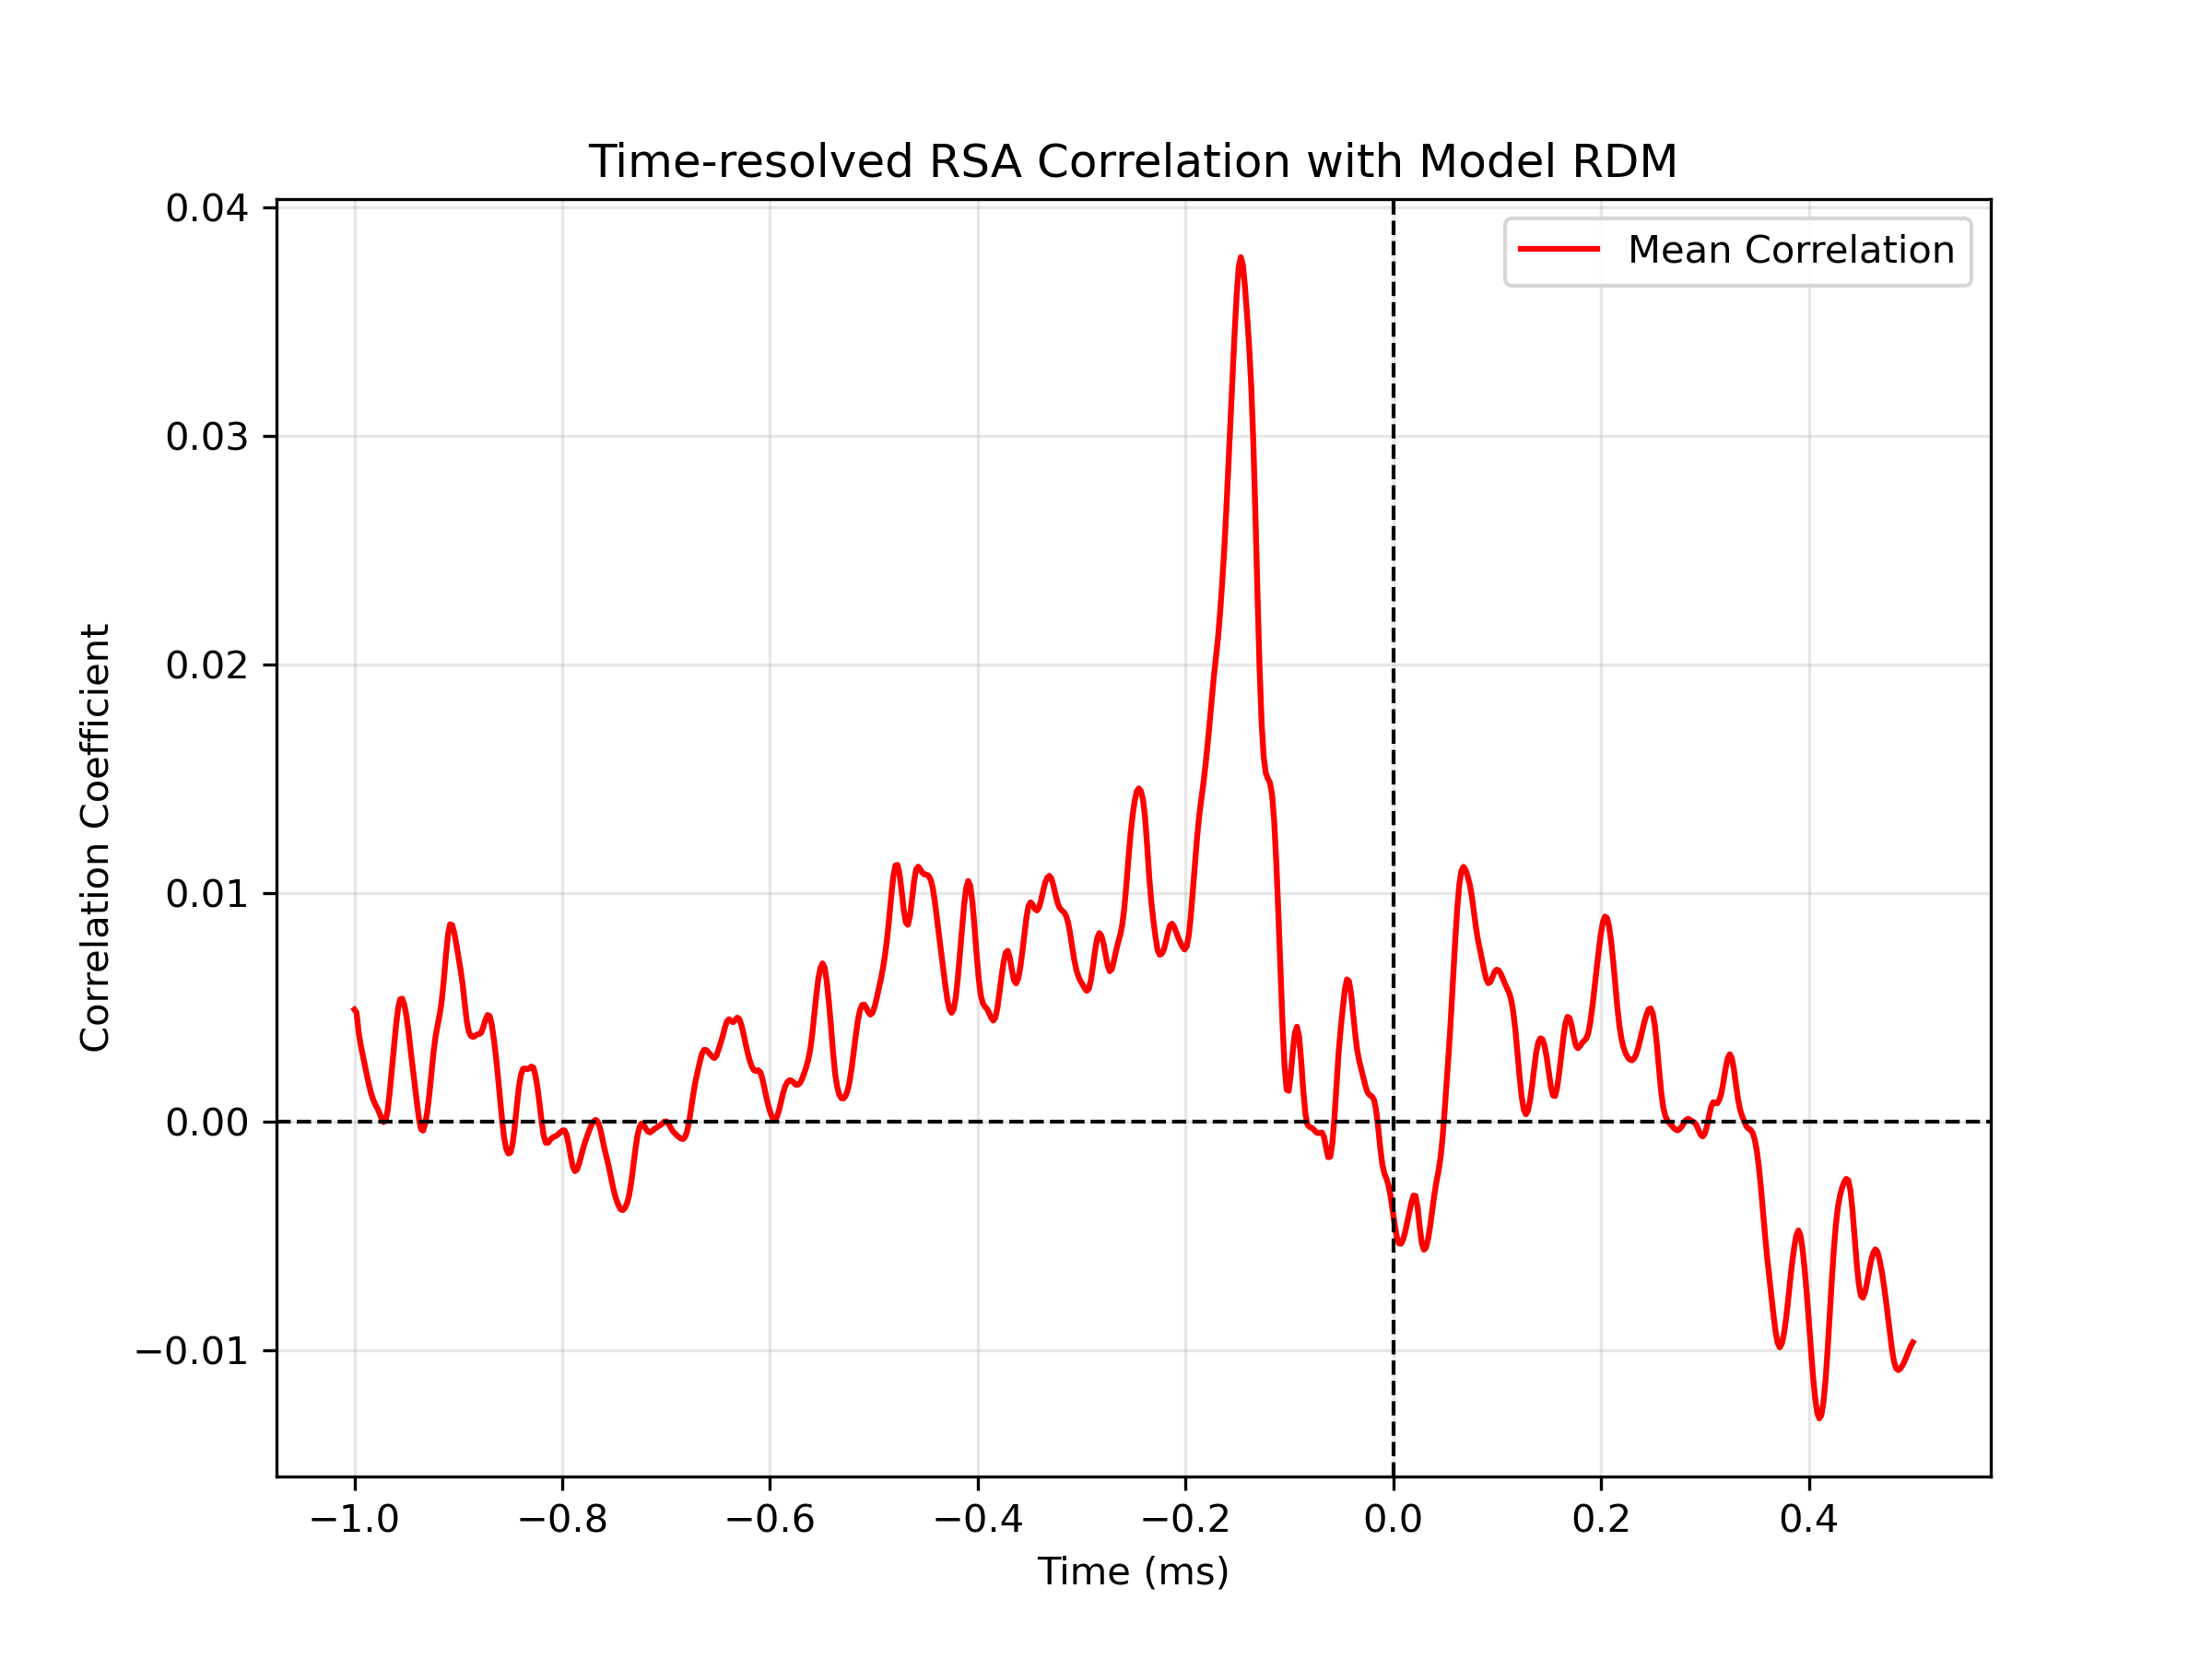 Time-resolved RSA Correlation with Model RDM
Mean Correlation
Correlation Coefficient
0.04
0.03
0.02
0.01
0.00
−0.01
−1.0 −0.8 −0.6 −0.4 −0.2 0.0 0.2 0.4
Time (ms)